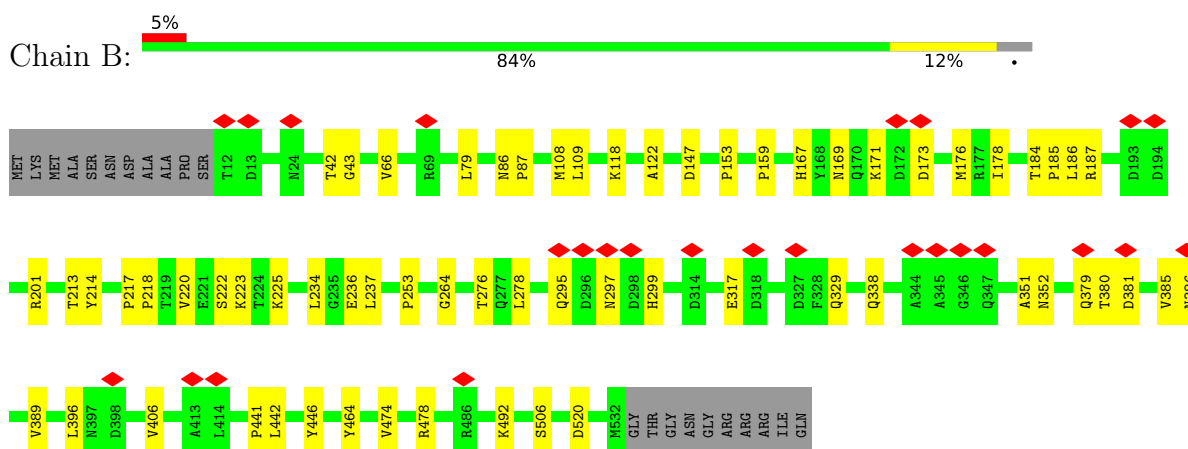 5%
Chain B:
84% 12% •
MET LYS MET ALA SER ASN ASP ALA ALA PRO SER T12 D13 N24 T42 G43 V66 R69 L79 N86 P87 M108 L109 K118 A122 D147 P153 P159 H167 Y168 N169 Q170 K171 D172 D173 M176 R177 I178 T184 P185 L186 R187 D193 D194
R201 T213 Y214 P217 P218 T219 V220 E221 S222 K223 T224 K225 L234 G235 E236 L237 P253 G264 T276 Q277 L278 Q295 D296 N297 D298 H299 D314 E317 D318 D327 F328 Q329 Q338 A344 A345 G346 Q347 A351 N352 Q379 T380 D381 V385
V389 L396 N397 D398 V406 A413 L414 P441 L442 Y446 Y464 V474 R478 R486 K492 S506 D520 M532 GLY THR GLY ASN GLY ARG ARG ARG ILE GLN